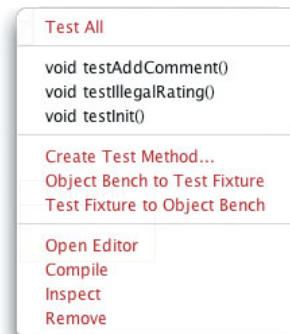 Test All
void testAddComment()
void testIllegalRating()
void testInit()
Create Test Method...
Object Bench to Test Fixture
Test Fixture to Object Bench
Open Editor
Compile
Inspect
Remove